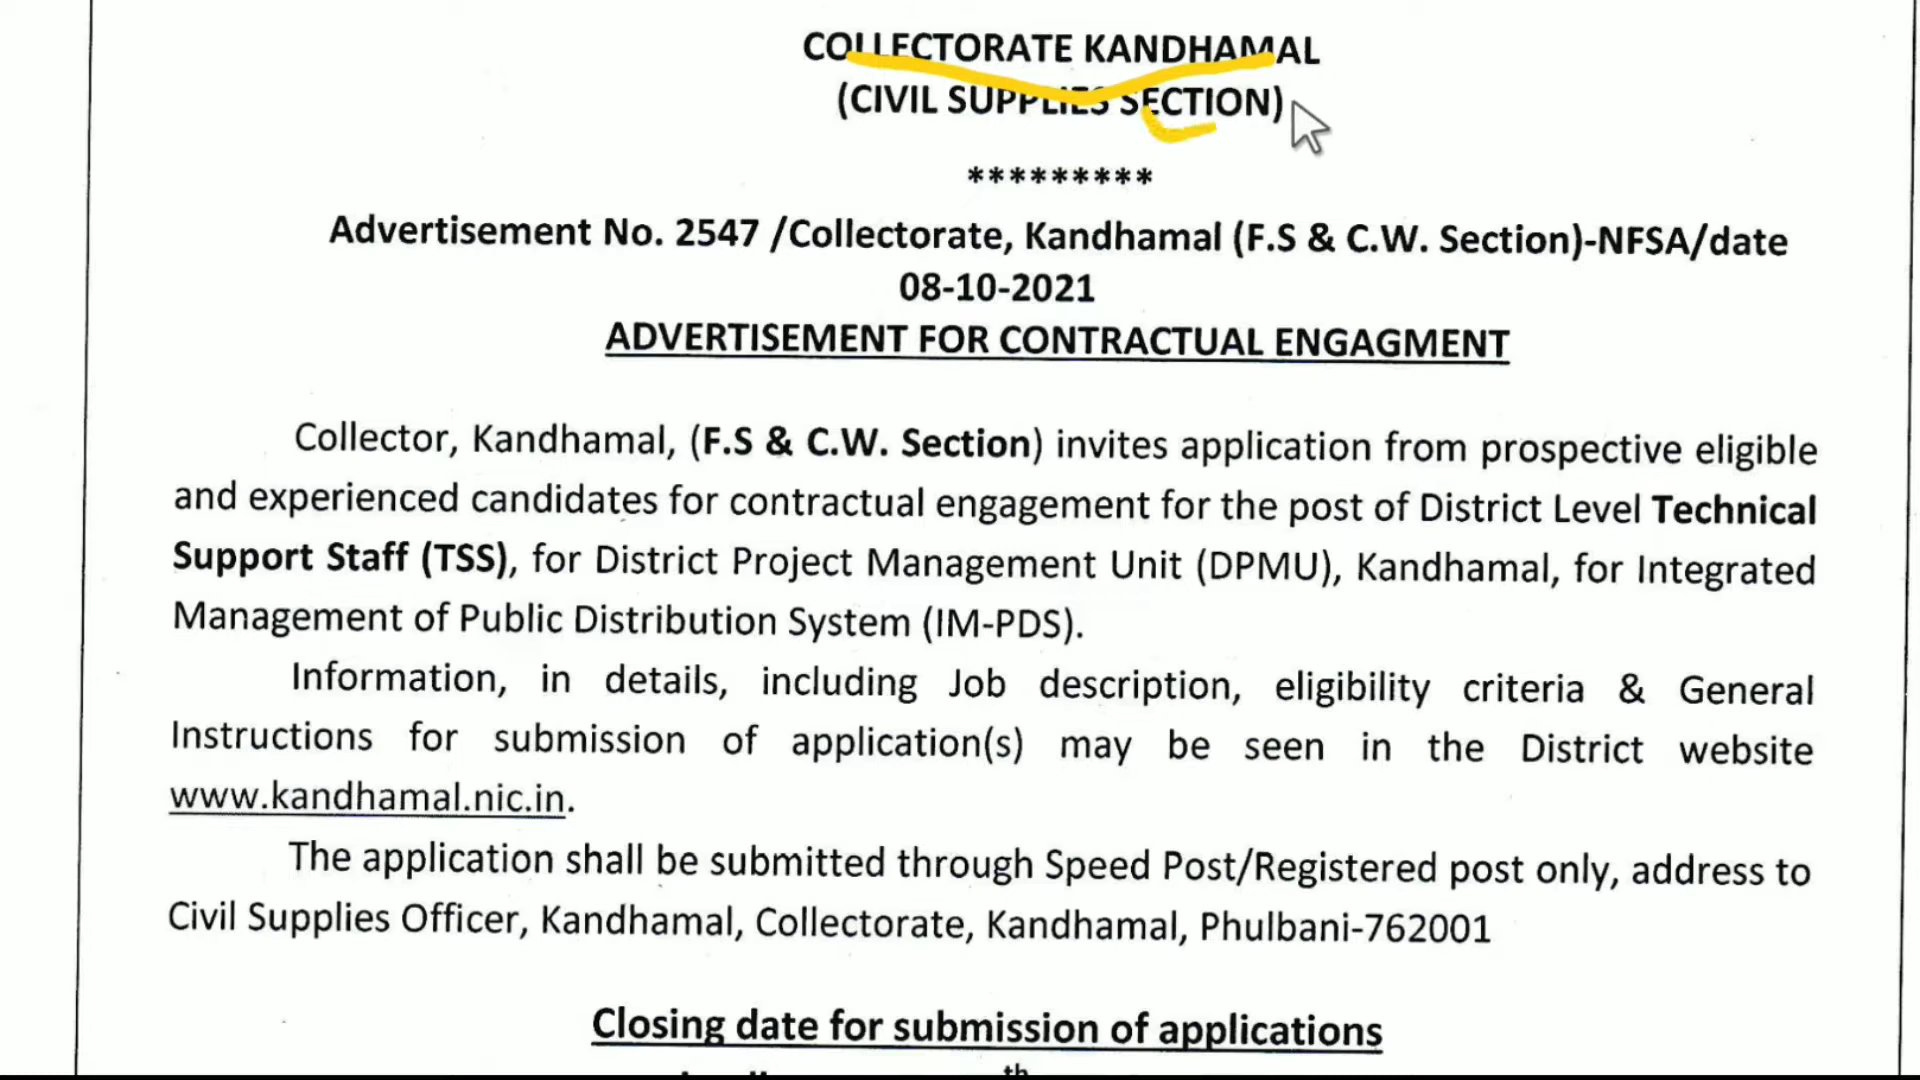 COLLECTORATE KANDHAMAL
(CIVIL SUPPLIES SECTION)
*********
Advertisement No. 2547 /Collectorate, Kandhamal (F.S & C.W. Section)-NFSA/date
08-10-2021
ADVERTISEMENT FOR CONTRACTUAL ENGAGMENT
Collector, Kandhamal, (F.S & C.W. Section) invites application from prospective eligible
and experienced candidates for contractual engagement for the post of District Level Technical
Support Staff (TSS), for District Project Management Unit (DPMU), Kandhamal, for Integrated
Management of Public Distribution System (IM-PDS).
Information, in details, including Job description, eligibility criteria & General
Instructions for submission of application(s) may be seen in the District website
www.kandhamal.nic.in.
The application shall be submitted through Speed Post/Registered post only, address to
Civil Supplies Officer, Kandhamal, Collectorate, Kandhamal, Phulbani-762001
Closing date for submission of applications
th